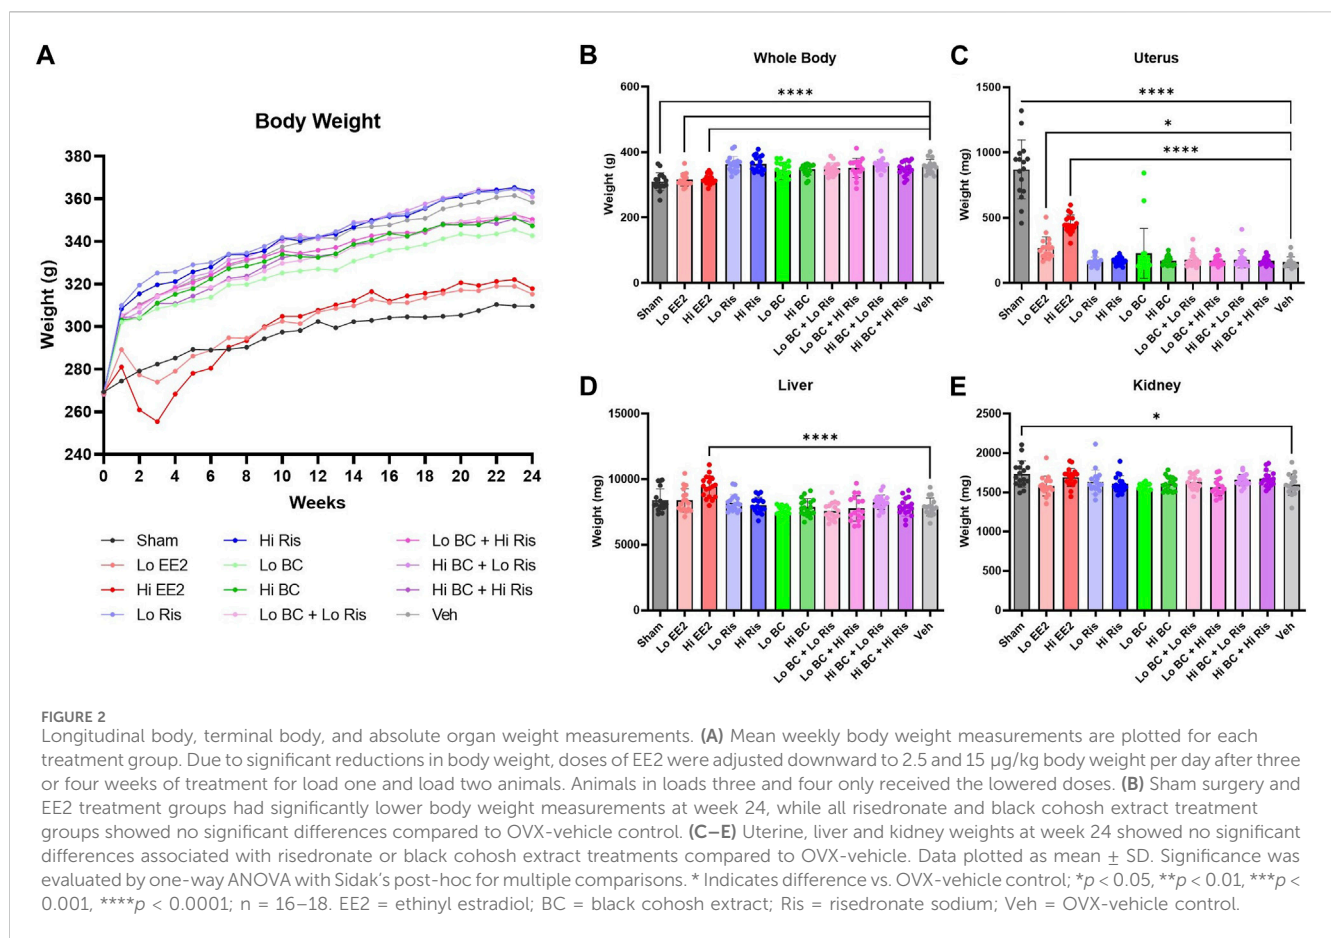 A
Body Weight
Weight (g)
380
360
340
320
300
280
260
240
0 2 4 6 8 10 12 14 16 18 20 22 24
Weeks
Sham
Lo EE2
Hi EE2
Lo Ris
Hi Ris
Lo BC
Hi BC
Lo BC + Lo Ris
Lo BC + Hi Ris
Hi BC + Lo Ris
Hi BC + Hi Ris
Veh
B
Whole Body
Weight (g)
600
400
200
0
****
Sham
Lo EE2
Hi EE2
Lo Ris
Hi Ris
Lo BC
Hi BC
Lo BC + Lo Ris
Lo BC + Hi Ris
Hi BC + Lo Ris
Hi BC + Hi Ris
Veh
C
Uterus
Weight (mg)
1500
1000
500
0
****
*
****
Sham
Lo EE2
Hi EE2
Lo Ris
Hi Ris
Lo BC
Hi BC
Lo BC + Lo Ris
Lo BC + Hi Ris
Hi BC + Lo Ris
Hi BC + Hi Ris
Veh
D
Liver
Weight (mg)
15000
10000
5000
0
****
Sham
Lo EE2
Hi EE2
Lo Ris
Hi Ris
Lo BC
Hi BC
Lo BC + Lo Ris
Lo BC + Hi Ris
Hi BC + Lo Ris
Hi BC + Hi Ris
Veh
E
Kidney
Weight (mg)
2500
2000
1500
1000
500
0
*
Sham
Lo EE2
Hi EE2
Lo Ris
Hi Ris
Lo BC
Hi BC
Lo BC + Lo Ris
Lo BC + Hi Ris
Hi BC + Lo Ris
Hi BC + Hi Ris
Veh
FIGURE 2
Longitudinal body, terminal body, and absolute organ weight measurements. (A) Mean weekly body weight measurements are plotted for each
treatment group. Due to significant reductions in body weight, doses of EE2 were adjusted downward to 2.5 and 15 µg/kg body weight per day after three
or four weeks of treatment for load one and load two animals. Animals in loads three and four only received the lowered doses. (B) Sham surgery and
EE2 treatment groups had significantly lower body weight measurements at week 24, while all risedronate and black cohosh extract treatment
groups showed no significant differences compared to OVX-vehicle control. (C–E) Uterine, liver and kidney weights at week 24 showed no significant
differences associated with risedronate or black cohosh extract treatments compared to OVX-vehicle. Data plotted as mean ± SD. Significance was
evaluated by one-way ANOVA with Sidak's post-hoc for multiple comparisons. * Indicates difference vs. OVX-vehicle control; *p < 0.05, **p < 0.01, ***p <
0.001, ****p < 0.0001; n = 16–18. EE2 = ethinyl estradiol; BC = black cohosh extract; Ris = risedronate sodium; Veh = OVX-vehicle control.